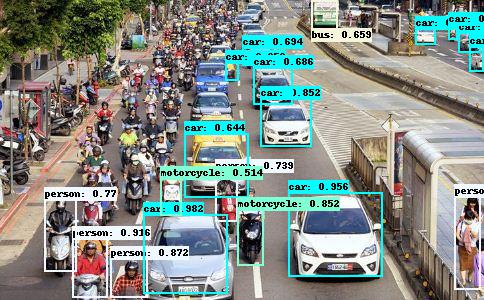 bus: 0.659
car: 0.694
car: 0.686
car: 0.852
car: 0.644
person: 0.739
motorcycle: 0.514
person: 0.77
car: 0.956
motorcycle: 0.852
car: 0.982
person: 0.916
person: 0.872
person: